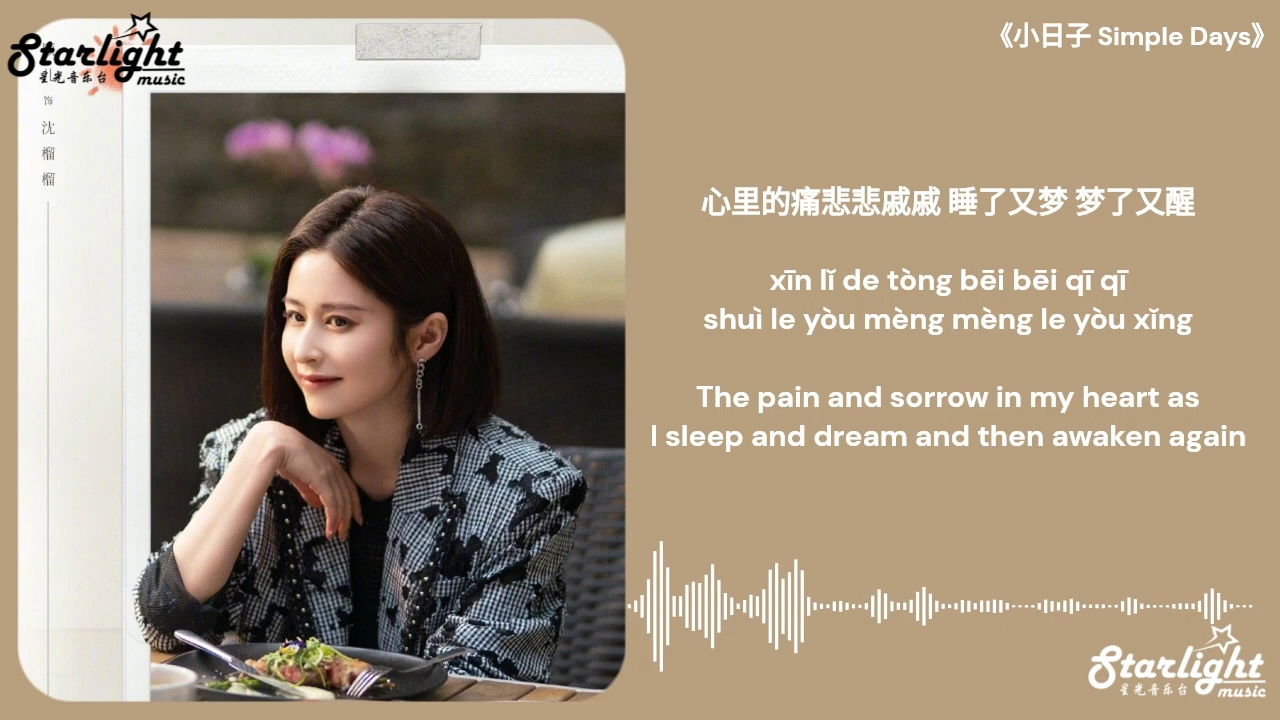 Starlight
星光音乐台 music
饰
沈
榴
榴
《小日子 Simple Days》
心里的痛悲悲戚戚 睡了又梦 梦了又醒
xīn lǐ de tòng bēi bēi qī qī
shuì le yòu mèng mèng le yòu xǐng
The pain and sorrow in my heart as
I sleep and dream and then awaken again
Starlight
星光音乐台 music